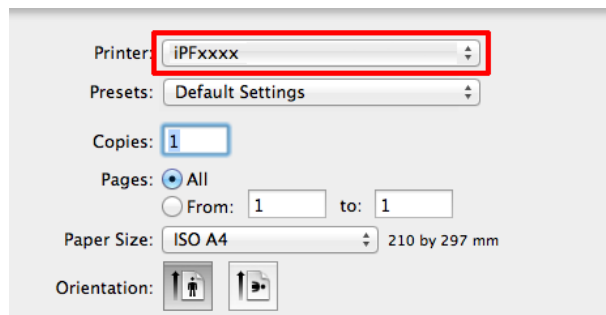 Printer: iPFxxxx
Presets: Default Settings
Copies: 1
Pages: All
From: 1 to: 1
Paper Size: ISO A4 210 by 297 mm
Orientation: